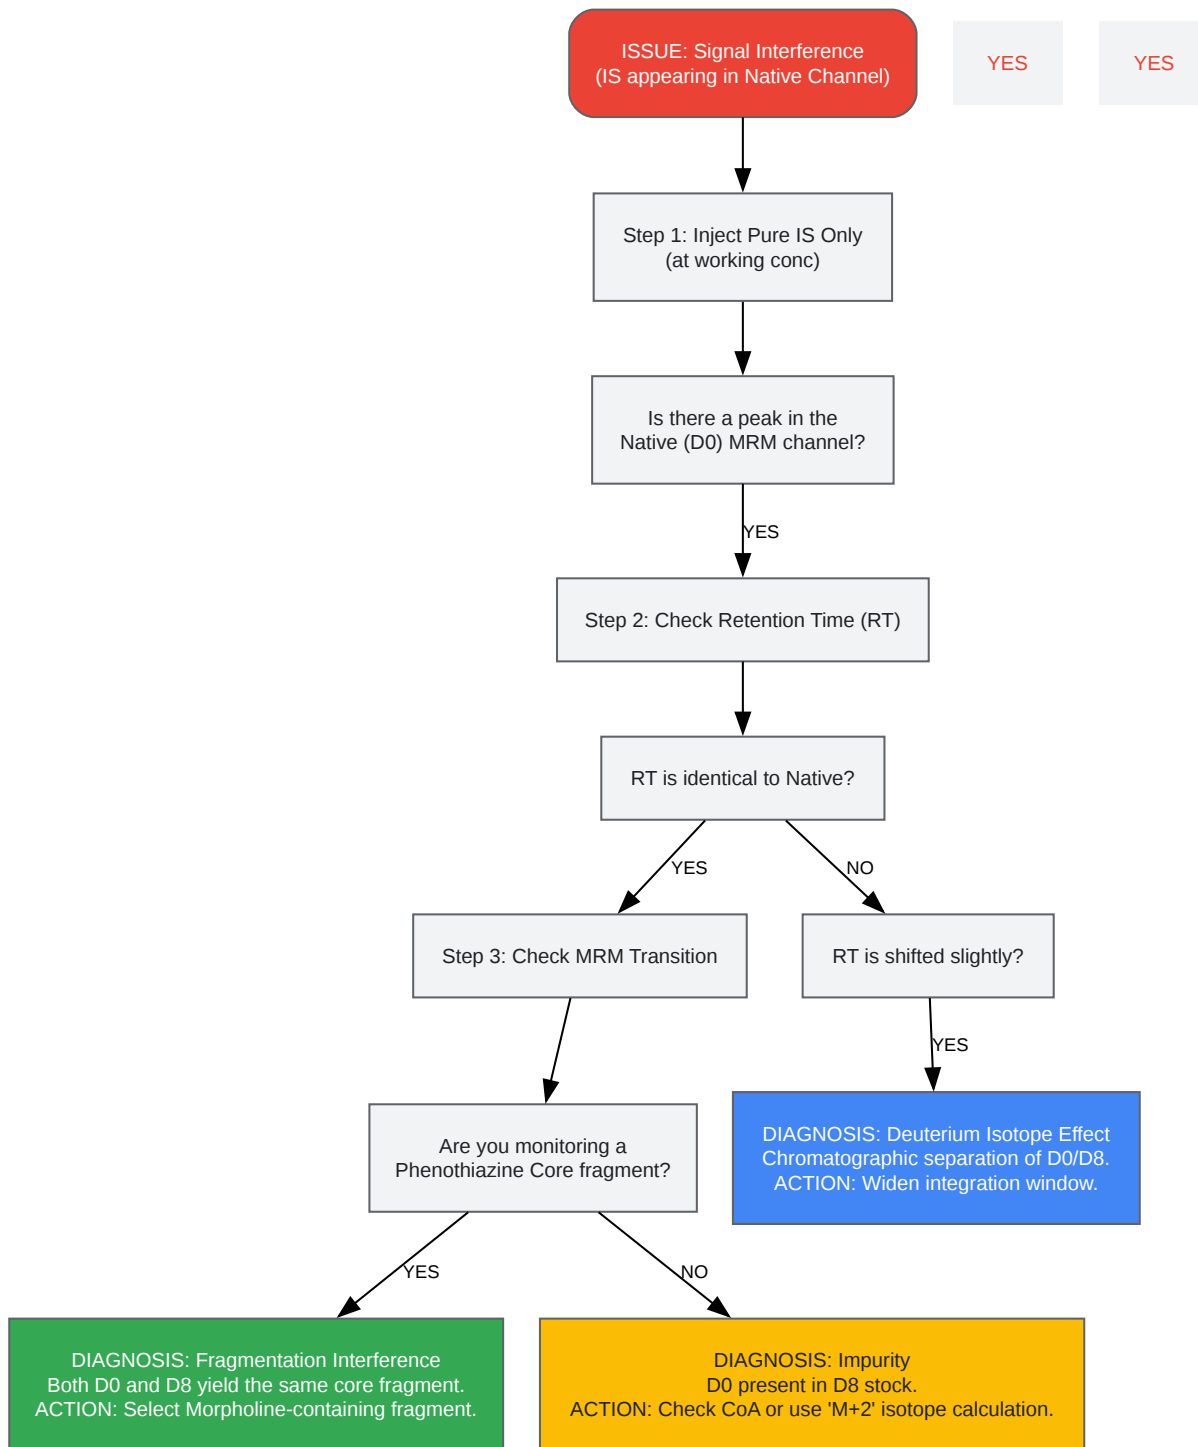 ISSUE: Signal Interference
(IS appearing in Native Channel)
YES
YES
Step 1: Inject Pure IS Only
(at working conc)
Is there a peak in the
Native (D0) MRM channel?
YES
Step 2: Check Retention Time (RT)
RT is identical to Native?
YES
NO
Step 3: Check MRM Transition
RT is shifted slightly?
YES
Are you monitoring a
Phenothiazine Core fragment?
DIAGNOSIS: Deuterium Isotope Effect
Chromatographic separation of D0/D8.
ACTION: Widen integration window.
YES
NO
DIAGNOSIS: Fragmentation Interference
Both D0 and D8 yield the same core fragment.
ACTION: Select Morpholine-containing fragment.
DIAGNOSIS: Impurity
D0 present in D8 stock.
ACTION: Check CoA or use 'M+2' isotope calculation.